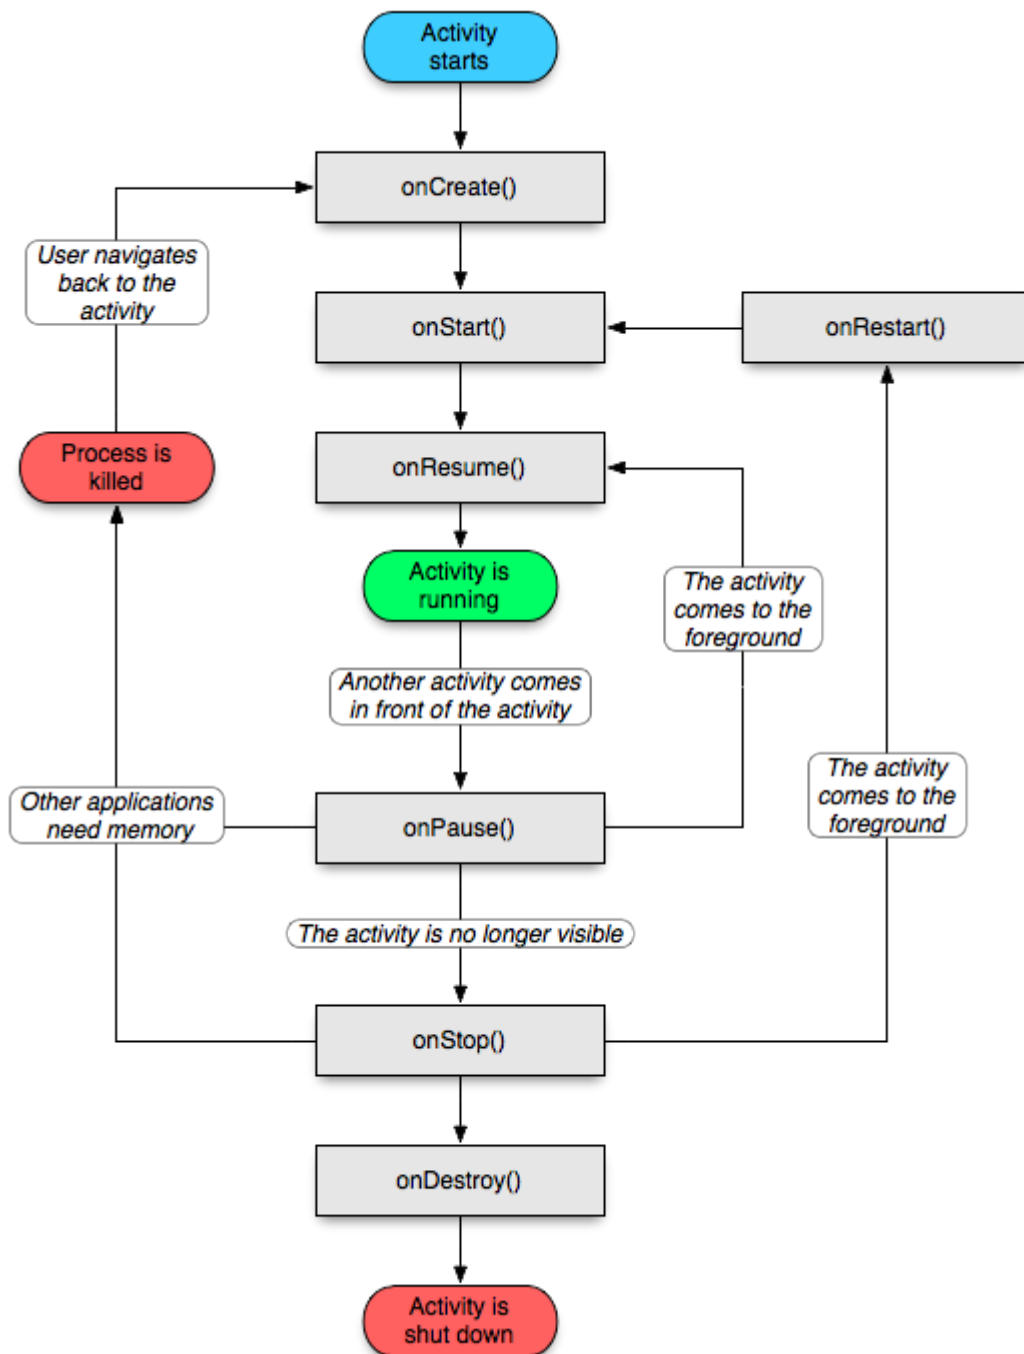 Activity
starts
onCreate()
User navigates
back to the
activity
onStart()
onRestart()
Process is
killed
onResume()
Activity is
running
The activity
comes to the
foreground
Another activity comes
in front of the activity
The activity
comes to the
foreground
Other applications
need memory
onPause()
The activity is no longer visible
onStop()
onDestroy()
Activity is
shut down